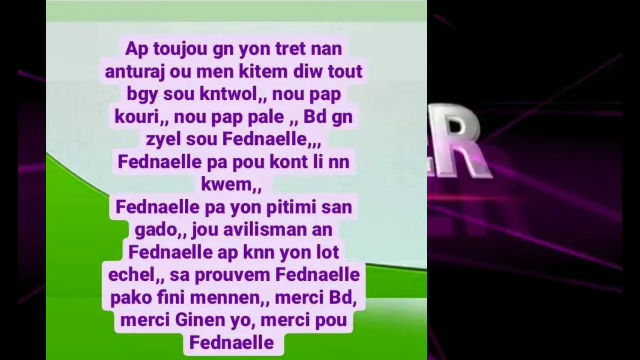 Ap toujou gn yon tret nan
anturaj ou men kitem diw tout
bgy sou kntwol,, nou pap
kouri,, nou pap pale ,, Bd gn
zyel sou Fednaelle,,,
Fednaelle pa pou kont li nn
kwem,,
Fednaelle pa yon pitimi san
gado,, jou avilisman an
Fednaelle ap knn yon lot
echel,, sa prouvem Fednaelle
pako fini mennen,, merci Bd,
merci Ginen yo, merci pou
Fednaelle
ER